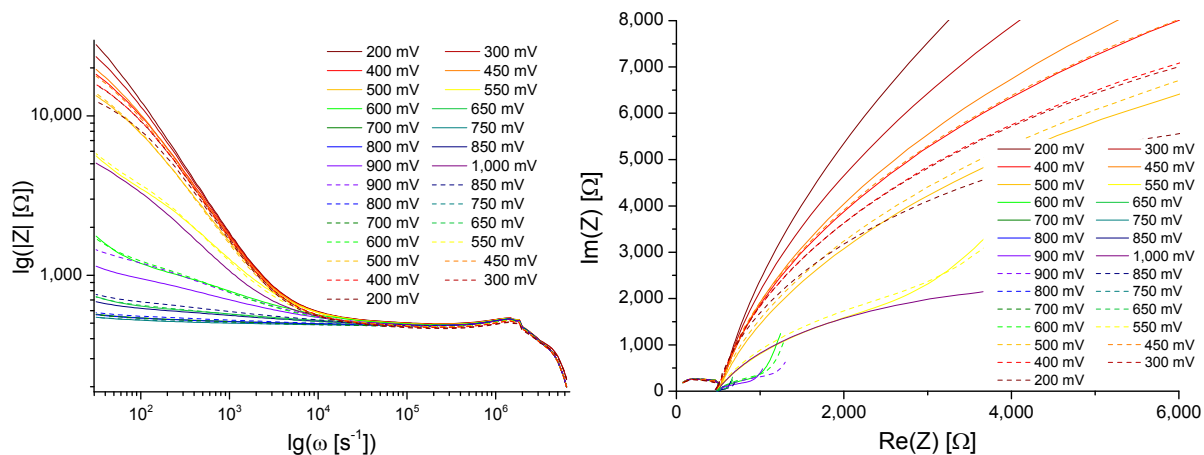 10,000
1,000
lg(|Z| [Ω])
200 mV 300 mV
400 mV 450 mV
500 mV 550 mV
600 mV 650 mV
700 mV 750 mV
800 mV 850 mV
900 mV 1,000 mV
900 mV 850 mV
800 mV 750 mV
700 mV 650 mV
600 mV 550 mV
500 mV 450 mV
400 mV 300 mV
200 mV
10² 10³ 10⁴ 10⁵ 10⁶
lg(ω [s⁻¹])
8,000
7,000
6,000
5,000
4,000
3,000
2,000
1,000
0
Im(Z) [Ω]
200 mV 300 mV
400 mV 450 mV
500 mV 550 mV
600 mV 650 mV
700 mV 750 mV
800 mV 850 mV
900 mV 1,000 mV
900 mV 850 mV
800 mV 750 mV
700 mV 650 mV
600 mV 550 mV
500 mV 450 mV
400 mV 300 mV
200 mV
0 2,000 4,000 6,000
Re(Z) [Ω]